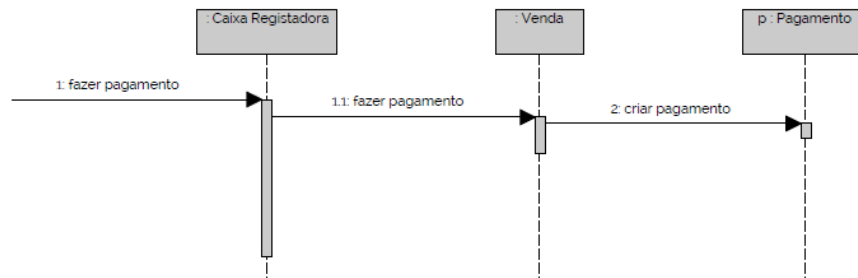 : Caixa Registadora
: Venda
p : Pagamento
1: fazer pagamento
1.1: fazer pagamento
2: criar pagamento